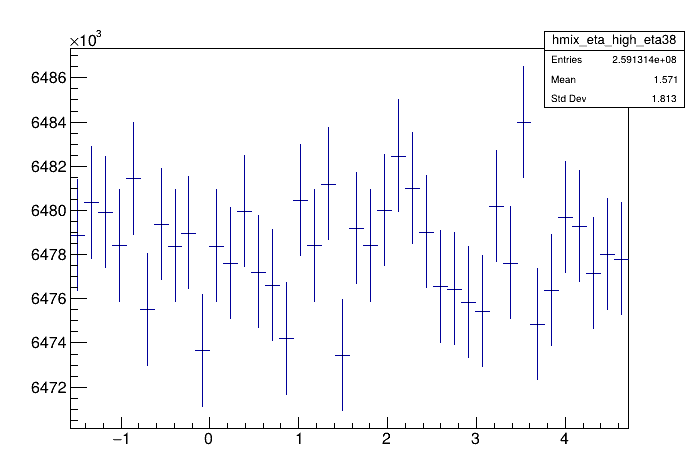 ×10³
hmix_eta_high_eta38
Entries 2.591314e+08
Mean 1.571
Std Dev 1.813
6486
6484
6482
6480
6478
6476
6474
6472
−1 0 1 2 3 4